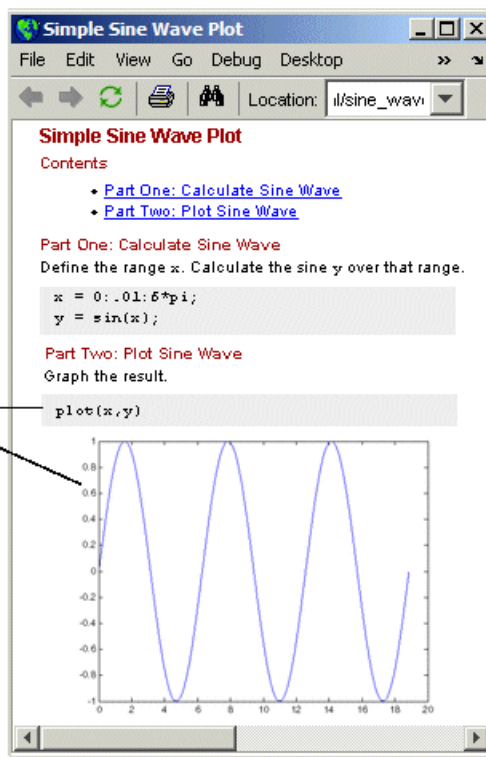 Simple Sine Wave Plot
File Edit View Go Debug Desktop »
Location: il/sine_wav
Simple Sine Wave Plot
Contents
• Part One: Calculate Sine Wave
• Part Two: Plot Sine Wave
Part One: Calculate Sine Wave
Define the range x. Calculate the sine y over that range.
x = 0:.01:6*pi;
y = sin(x);
Part Two: Plot Sine Wave
Graph the result.
plot(x,y)
1
0.8
0.6
0.4
0.2
0
-0.2
-0.4
-0.6
-0.8
-1
0 2 4 6 8 10 12 14 16 18 20